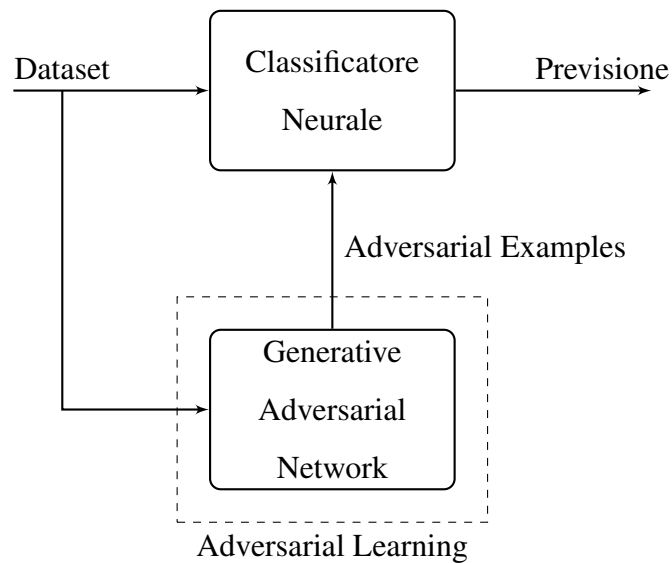 Dataset
Classificatore
Neurale
Previsione
Adversarial Examples
Generative
Adversarial
Network
Adversarial Learning